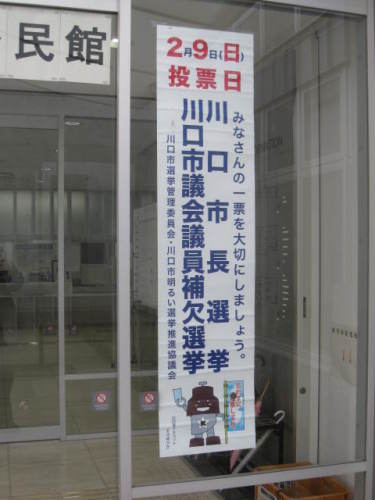 民館
2月9日(日)
投票日
みなさんの一票を大切にしましょう。
川口市長選挙
川口市議会議員補欠選挙
川口市選挙管理委員会・川口市明るい選挙推進協議会